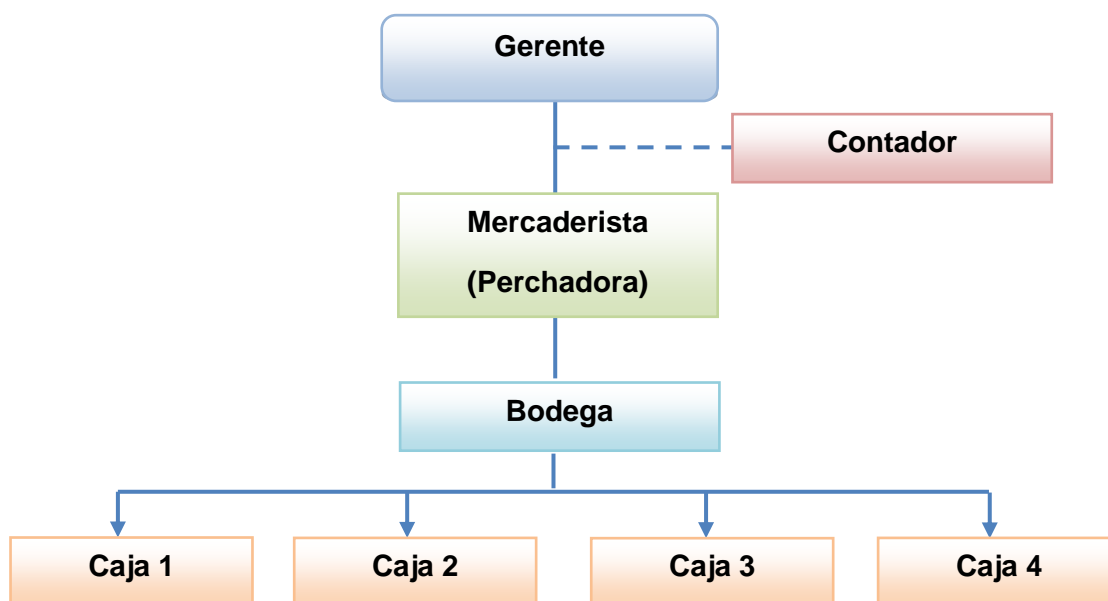 Gerente
Contador
Mercaderista
(Perchadora)
Bodega
Caja 1
Caja 2
Caja 3
Caja 4